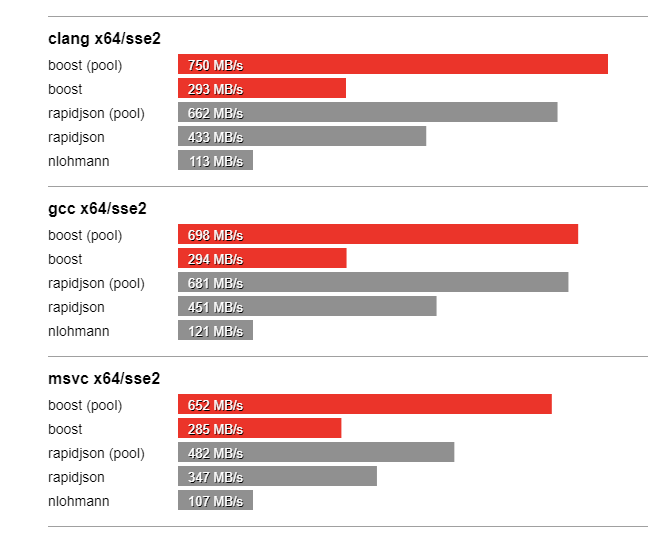 clang x64/sse2
boost (pool) 750 MB/s
boost 293 MB/s
rapidjson (pool) 662 MB/s
rapidjson 433 MB/s
nlohmann 113 MB/s
gcc x64/sse2
boost (pool) 698 MB/s
boost 294 MB/s
rapidjson (pool) 681 MB/s
rapidjson 451 MB/s
nlohmann 121 MB/s
msvc x64/sse2
boost (pool) 652 MB/s
boost 285 MB/s
rapidjson (pool) 482 MB/s
rapidjson 347 MB/s
nlohmann 107 MB/s